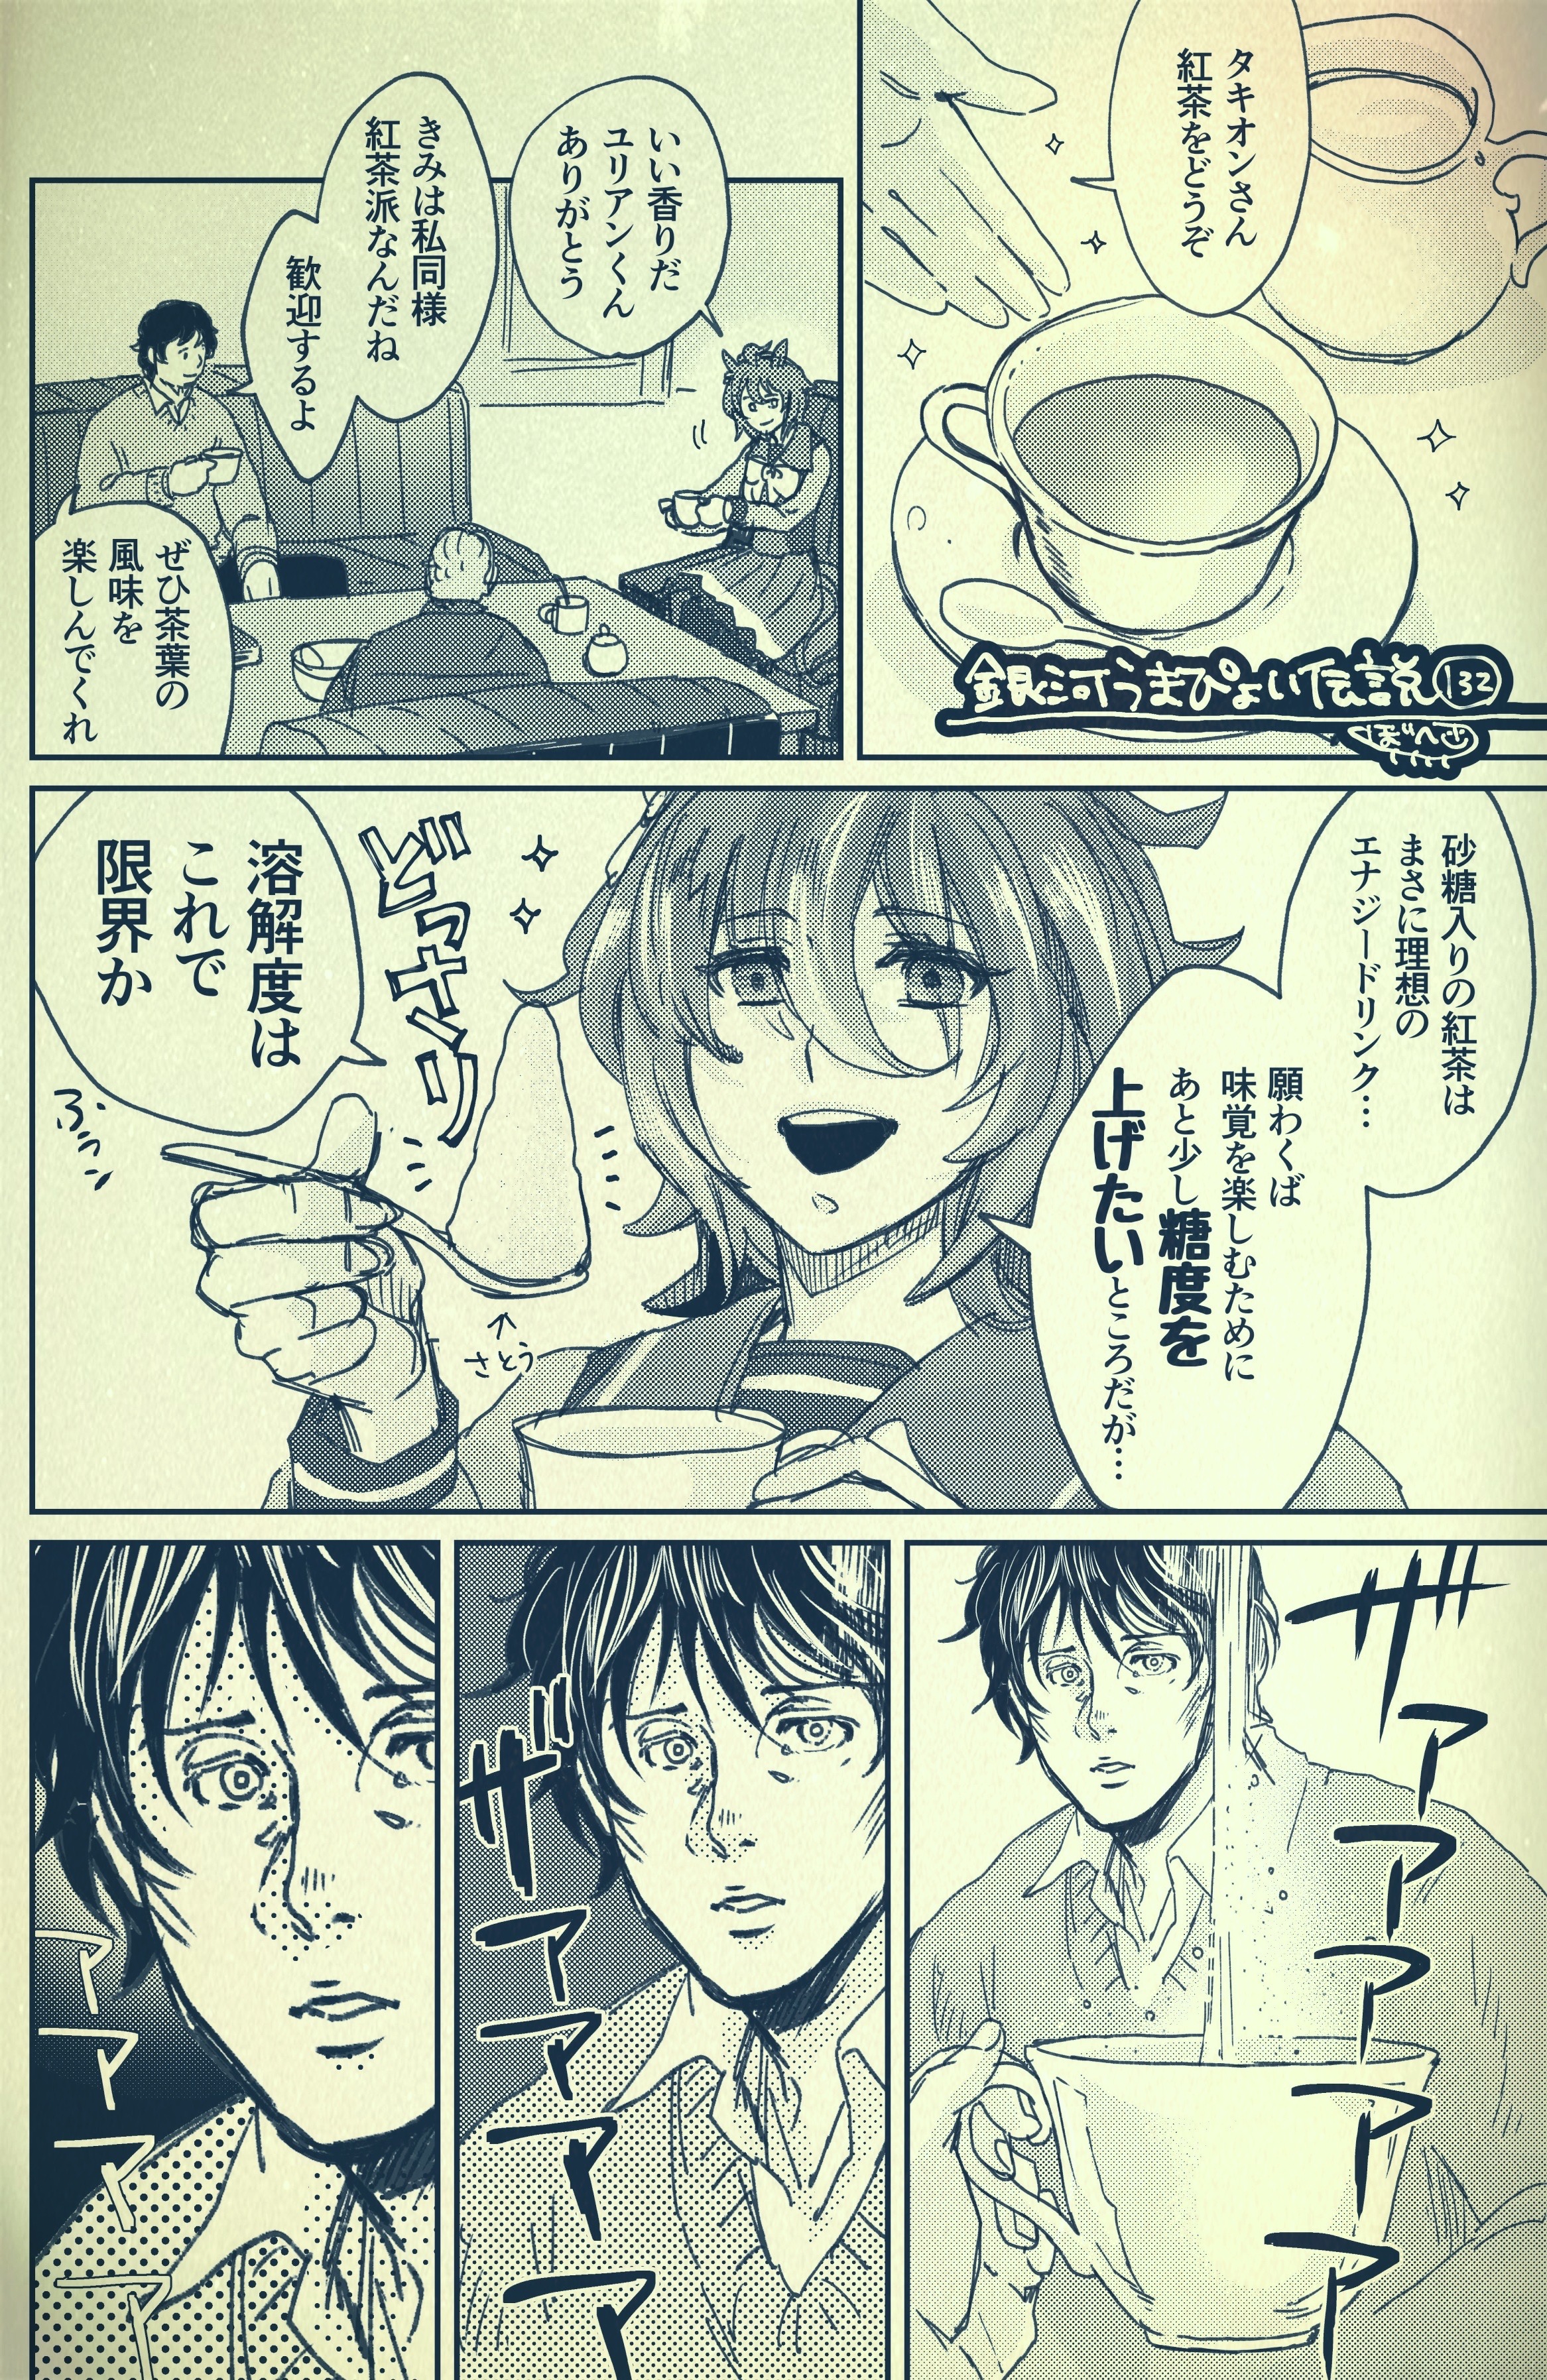 タキオンさん
紅茶をどうぞ
銀河うまぴょい伝説132
いい香りだ
ユリアンくん
ありがとう
きみは私同様
紅茶派なんだね
歓迎するよ
ぜひ茶葉の
風味を
楽しんでくれ
砂糖入りの紅茶は
まさに理想の
エナジードリンク…
願わくば
味覚を楽しむために
あと少し糖度を
上げたいところだが…
どっさり
↑
さとう
溶解度は
これで
限界か
ふぅン
ザァアアアア
ザアアアア
アアアア